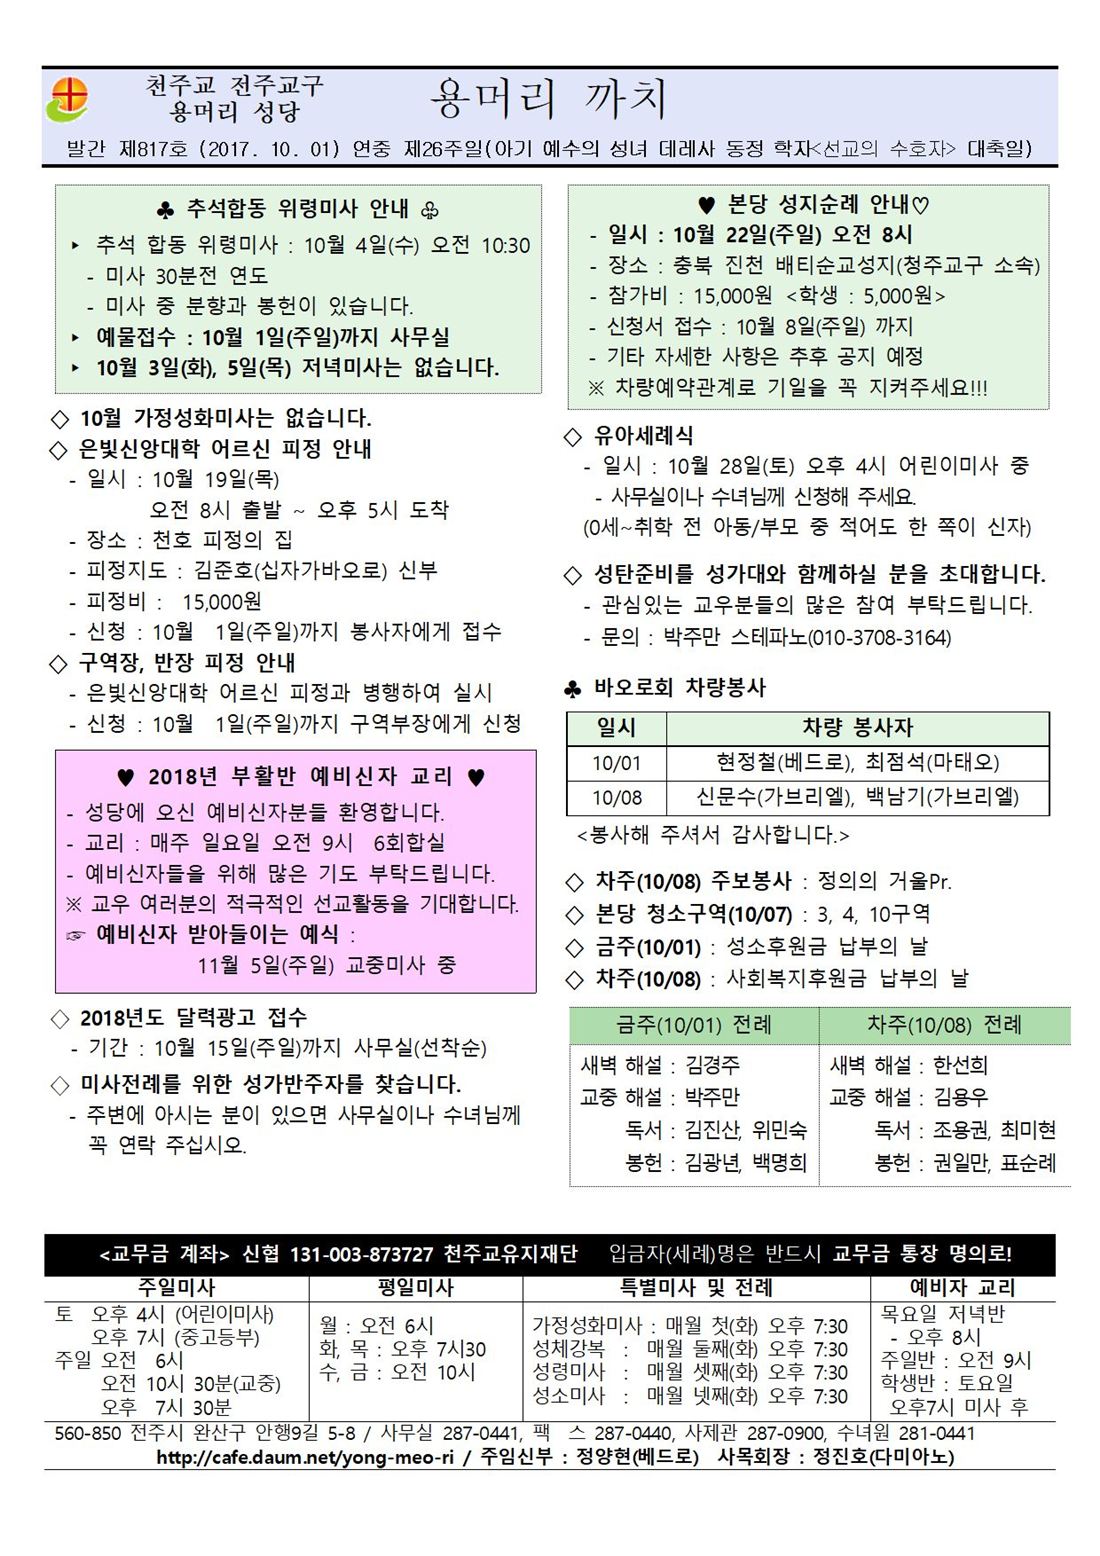 천주교 전주교구
용머리 성당
용머리 까치
발간 제817호 (2017. 10. 01) 연중 제26주일(아기 예수의 성녀 데레사 동정 학자<선교의 수호자> 대축일)
♣ 추석합동 위령미사 안내 ♧
▸ 추석 합동 위령미사 : 10월 4일(수) 오전 10:30
- 미사 30분전 연도
- 미사 중 분향과 봉헌이 있습니다.
▸ 예물접수 : 10월 1일(주일)까지 사무실
▸ 10월 3일(화), 5일(목) 저녁미사는 없습니다.
◇ 10월 가정성화미사는 없습니다.
◇ 은빛신앙대학 어르신 피정 안내
- 일시 : 10월 19일(목)
오전 8시 출발 ~ 오후 5시 도착
- 장소 : 천호 피정의 집
- 피정지도 : 김준호(십자가바오로) 신부
- 피정비 : 15,000원
- 신청 : 10월 1일(주일)까지 봉사자에게 접수
◇ 구역장, 반장 피정 안내
- 은빛신앙대학 어르신 피정과 병행하여 실시
- 신청 : 10월 1일(주일)까지 구역부장에게 신청
♥ 2018년 부활반 예비신자 교리 ♥
- 성당에 오신 예비신자분들 환영합니다.
- 교리 : 매주 일요일 오전 9시 6회합실
- 예비신자들을 위해 많은 기도 부탁드립니다.
※ 교우 여러분의 적극적인 선교활동을 기대합니다.
☞ 예비신자 받아들이는 예식 :
11월 5일(주일) 교중미사 중
◇ 2018년도 달력광고 접수
- 기간 : 10월 15일(주일)까지 사무실(선착순)
◇ 미사전례를 위한 성가반주자를 찾습니다.
- 주변에 아시는 분이 있으면 사무실이나 수녀님께
꼭 연락 주십시오.
♥ 본당 성지순례 안내♡
- 일시 : 10월 22일(주일) 오전 8시
- 장소 : 충북 진천 배티순교성지(청주교구 소속)
- 참가비 : 15,000원 <학생 : 5,000원>
- 신청서 접수 : 10월 8일(주일) 까지
- 기타 자세한 사항은 추후 공지 예정
※ 차량예약관계로 기일을 꼭 지켜주세요!!!
◇ 유아세례식
- 일시 : 10월 28일(토) 오후 4시 어린이미사 중
- 사무실이나 수녀님께 신청해 주세요.
(0세~취학 전 아동/부모 중 적어도 한 쪽이 신자)
◇ 성탄준비를 성가대와 함께하실 분을 초대합니다.
- 관심있는 교우분들의 많은 참여 부탁드립니다.
- 문의 : 박주만 스테파노(010-3708-3164)
♣ 바오로회 차량봉사
일시 차량 봉사자
10/01 현정철(베드로), 최점석(마태오)
10/08 신문수(가브리엘), 백남기(가브리엘)
<봉사해 주셔서 감사합니다.>
◇ 차주(10/08) 주보봉사 : 정의의 거울Pr.
◇ 본당 청소구역(10/07) : 3, 4, 10구역
◇ 금주(10/01) : 성소후원금 납부의 날
◇ 차주(10/08) : 사회복지후원금 납부의 날
금주(10/01) 전례 차주(10/08) 전례
새벽 해설 : 김경주 새벽 해설 : 한선희
교중 해설 : 박주만 교중 해설 : 김용우
독서 : 김진산, 위민숙 독서 : 조용권, 최미현
봉헌 : 김광년, 백명희 봉헌 : 권일만, 표순례
<교무금 계좌> 신협 131-003-873727 천주교유지재단 입금자(세례)명은 반드시 교무금 통장 명의로!
주일미사 평일미사 특별미사 및 전례 예비자 교리
토 오후 4시 (어린이미사)
오후 7시 (중고등부)
주일 오전 6시
오전 10시 30분(교중)
오후 7시 30분
월 : 오전 6시
화, 목 : 오후 7시30
수, 금 : 오전 10시
가정성화미사 : 매월 첫(화) 오후 7:30
성체강복 : 매월 둘째(화) 오후 7:30
성령미사 : 매월 셋째(화) 오후 7:30
성소미사 : 매월 넷째(화) 오후 7:30
목요일 저녁반
- 오후 8시
주일반 : 오전 9시
학생반 : 토요일
오후7시 미사 후
560-850 전주시 완산구 안행9길 5-8 / 사무실 287-0441, 팩 스 287-0440, 사제관 287-0900, 수녀원 281-0441
http://cafe.daum.net/yong-meo-ri / 주임신부 : 정양현(베드로) 사목회장 : 정진호(다미아노)